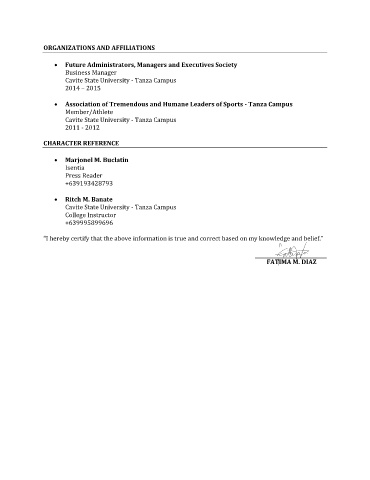 ORGANIZATIONS AND AFFILIATIONS
• Future Administrators, Managers and Executives Society
Business Manager
Cavite State University - Tanza Campus
2014 – 2015
• Association of Tremendous and Humane Leaders of Sports - Tanza Campus
Member/Athlete
Cavite State University - Tanza Campus
2011 - 2012
CHARACTER REFERENCE
• Marjonel M. Buclatin
Isentia
Press Reader
+639193428793
• Ritch M. Banate
Cavite State University - Tanza Campus
College Instructor
+639995899696
"I hereby certify that the above information is true and correct based on my knowledge and belief."
FATIMA M. DIAZ